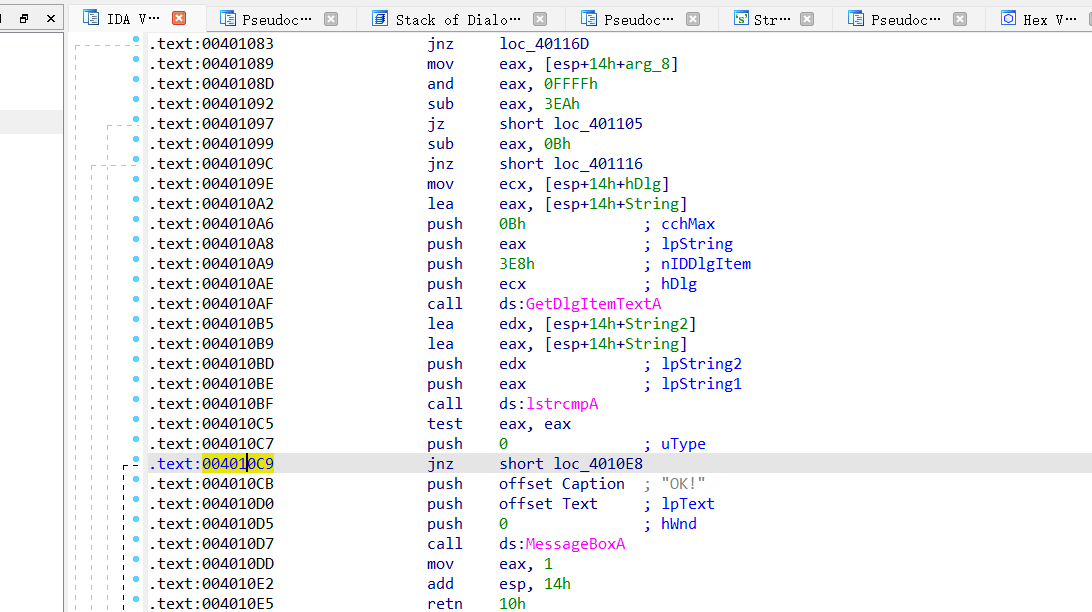 IDA V… Pseudoc… Stack of Dialo… Pseudoc… Str… Pseudoc… Hex V…
.text:00401083 jnz loc_40116D
.text:00401089 mov eax, [esp+14h+arg_8]
.text:0040108D and eax, 0FFFFh
.text:00401092 sub eax, 3EAh
.text:00401097 jz short loc_401105
.text:00401099 sub eax, 0Bh
.text:0040109C jnz short loc_401116
.text:0040109E mov ecx, [esp+14h+hDlg]
.text:004010A2 lea eax, [esp+14h+String]
.text:004010A6 push 0Bh ; cchMax
.text:004010A8 push eax ; lpString
.text:004010A9 push 3E8h ; nIDDlgItem
.text:004010AE push ecx ; hDlg
.text:004010AF call ds:GetDlgItemTextA
.text:004010B5 lea edx, [esp+14h+String2]
.text:004010B9 lea eax, [esp+14h+String]
.text:004010BD push edx ; lpString2
.text:004010BE push eax ; lpString1
.text:004010BF call ds:lstrcmpA
.text:004010C5 test eax, eax
.text:004010C7 push 0 ; uType
.text:004010C9 jnz short loc_4010E8
.text:004010CB push offset Caption ; "OK!"
.text:004010D0 push offset Text ; lpText
.text:004010D5 push 0 ; hWnd
.text:004010D7 call ds:MessageBoxA
.text:004010DD mov eax, 1
.text:004010E2 add esp, 14h
.text:004010E5 retn 10h